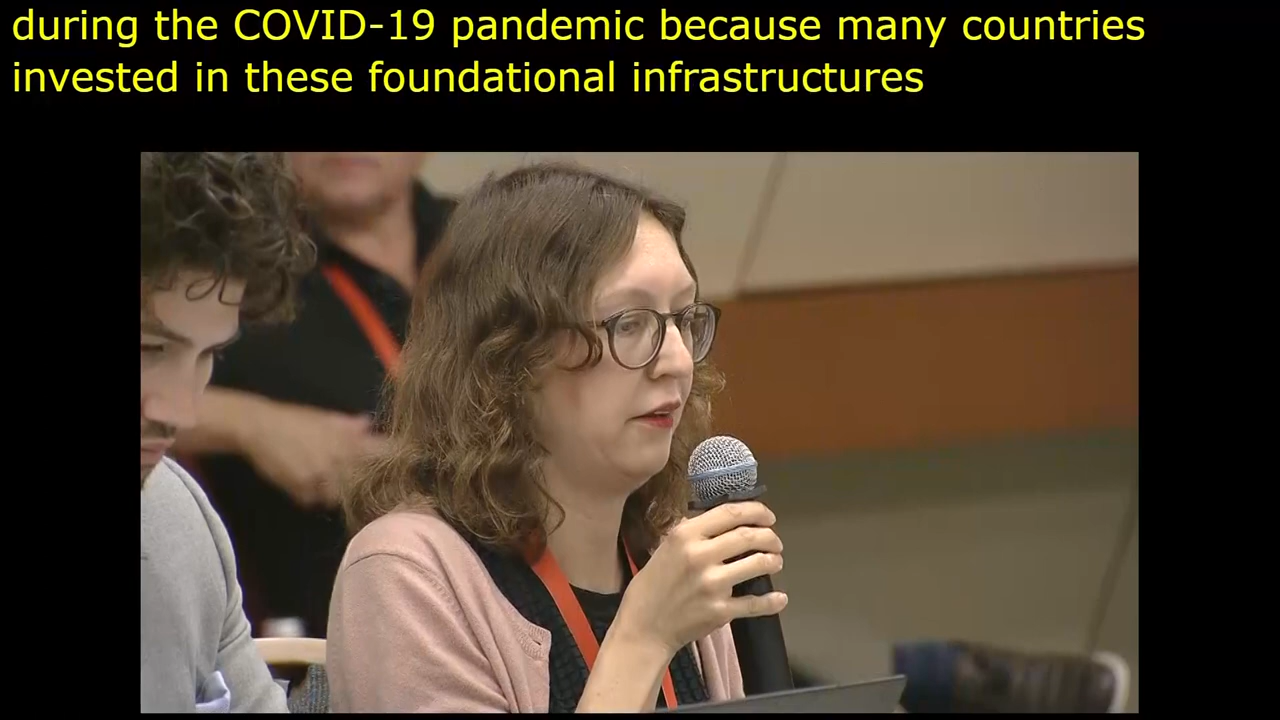 during the COVID-19 pandemic because many countries
invested in these foundational infrastructures